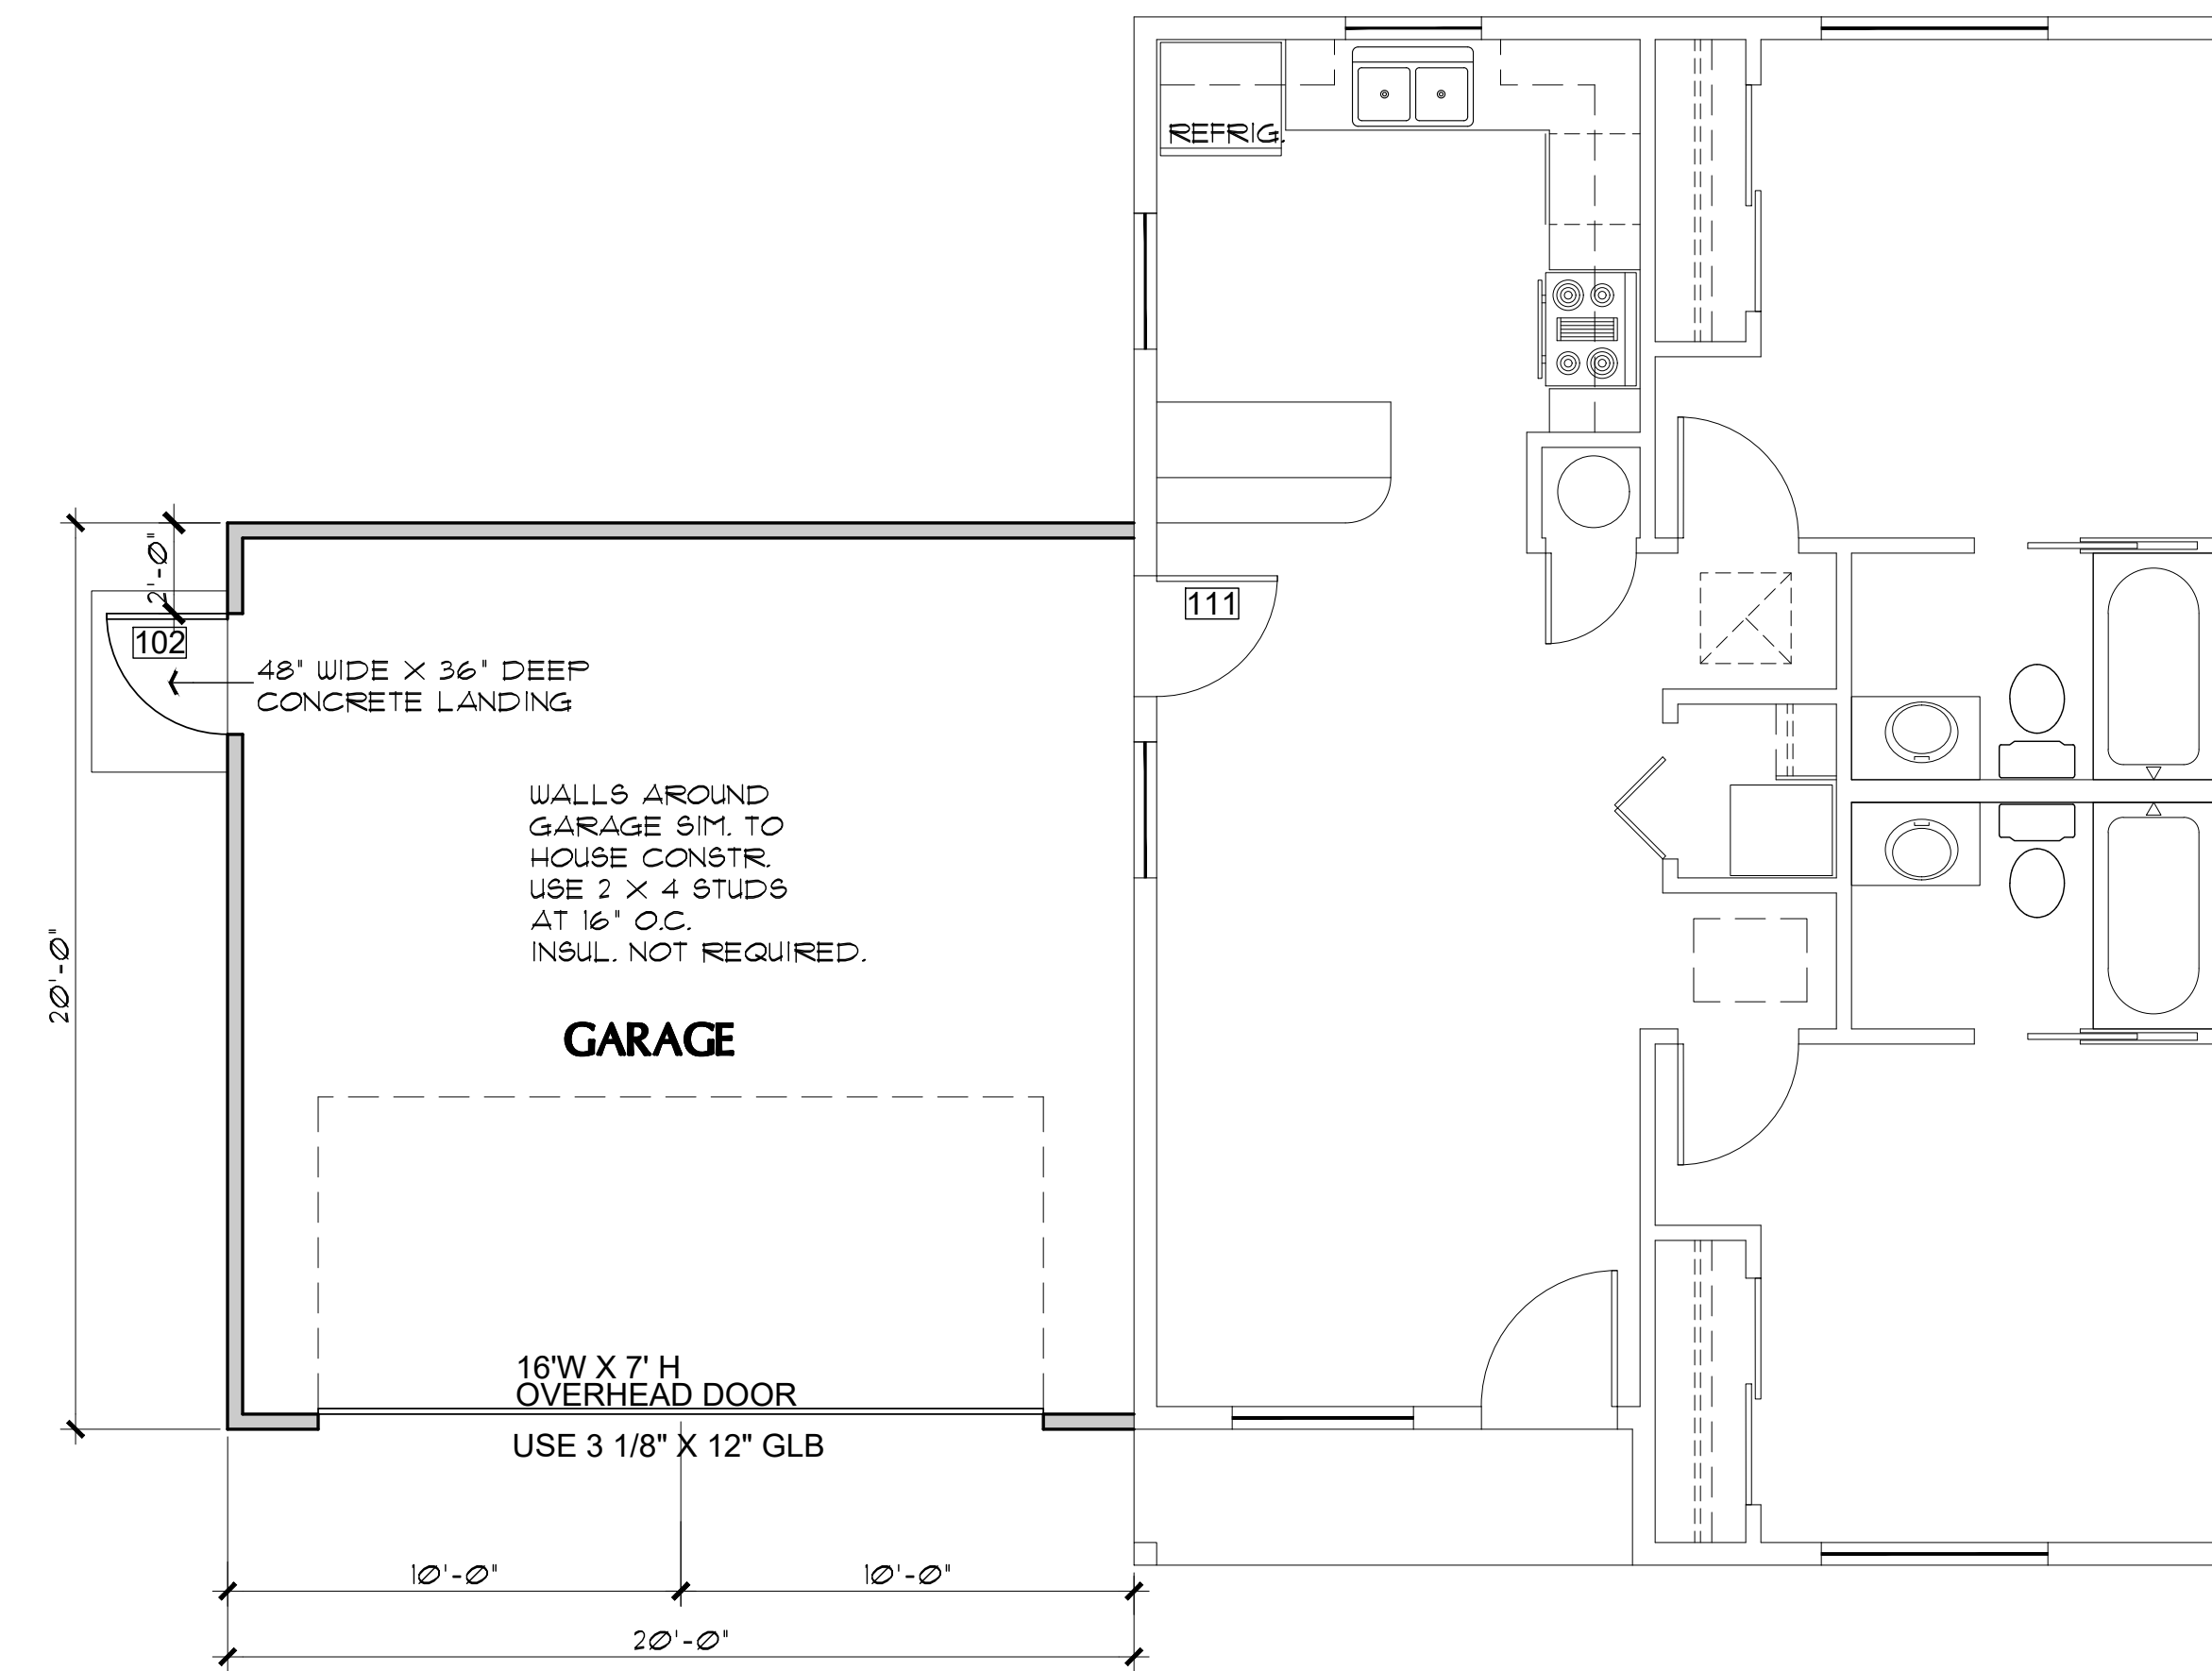 REFRIG.
2'-0"
111
102
48" WIDE X 36" DEEP
CONCRETE LANDING
WALLS AROUND
GARAGE SIM. TO
HOUSE CONSTR.
USE 2 X 4 STUDS
AT 16" O.C.
INSUL. NOT REQUIRED.
20'-0"
GARAGE
16'W X 7' H
OVERHEAD DOOR
USE 3 1/8" X 12" GLB
10'-0" 10'-0"
20'-0"